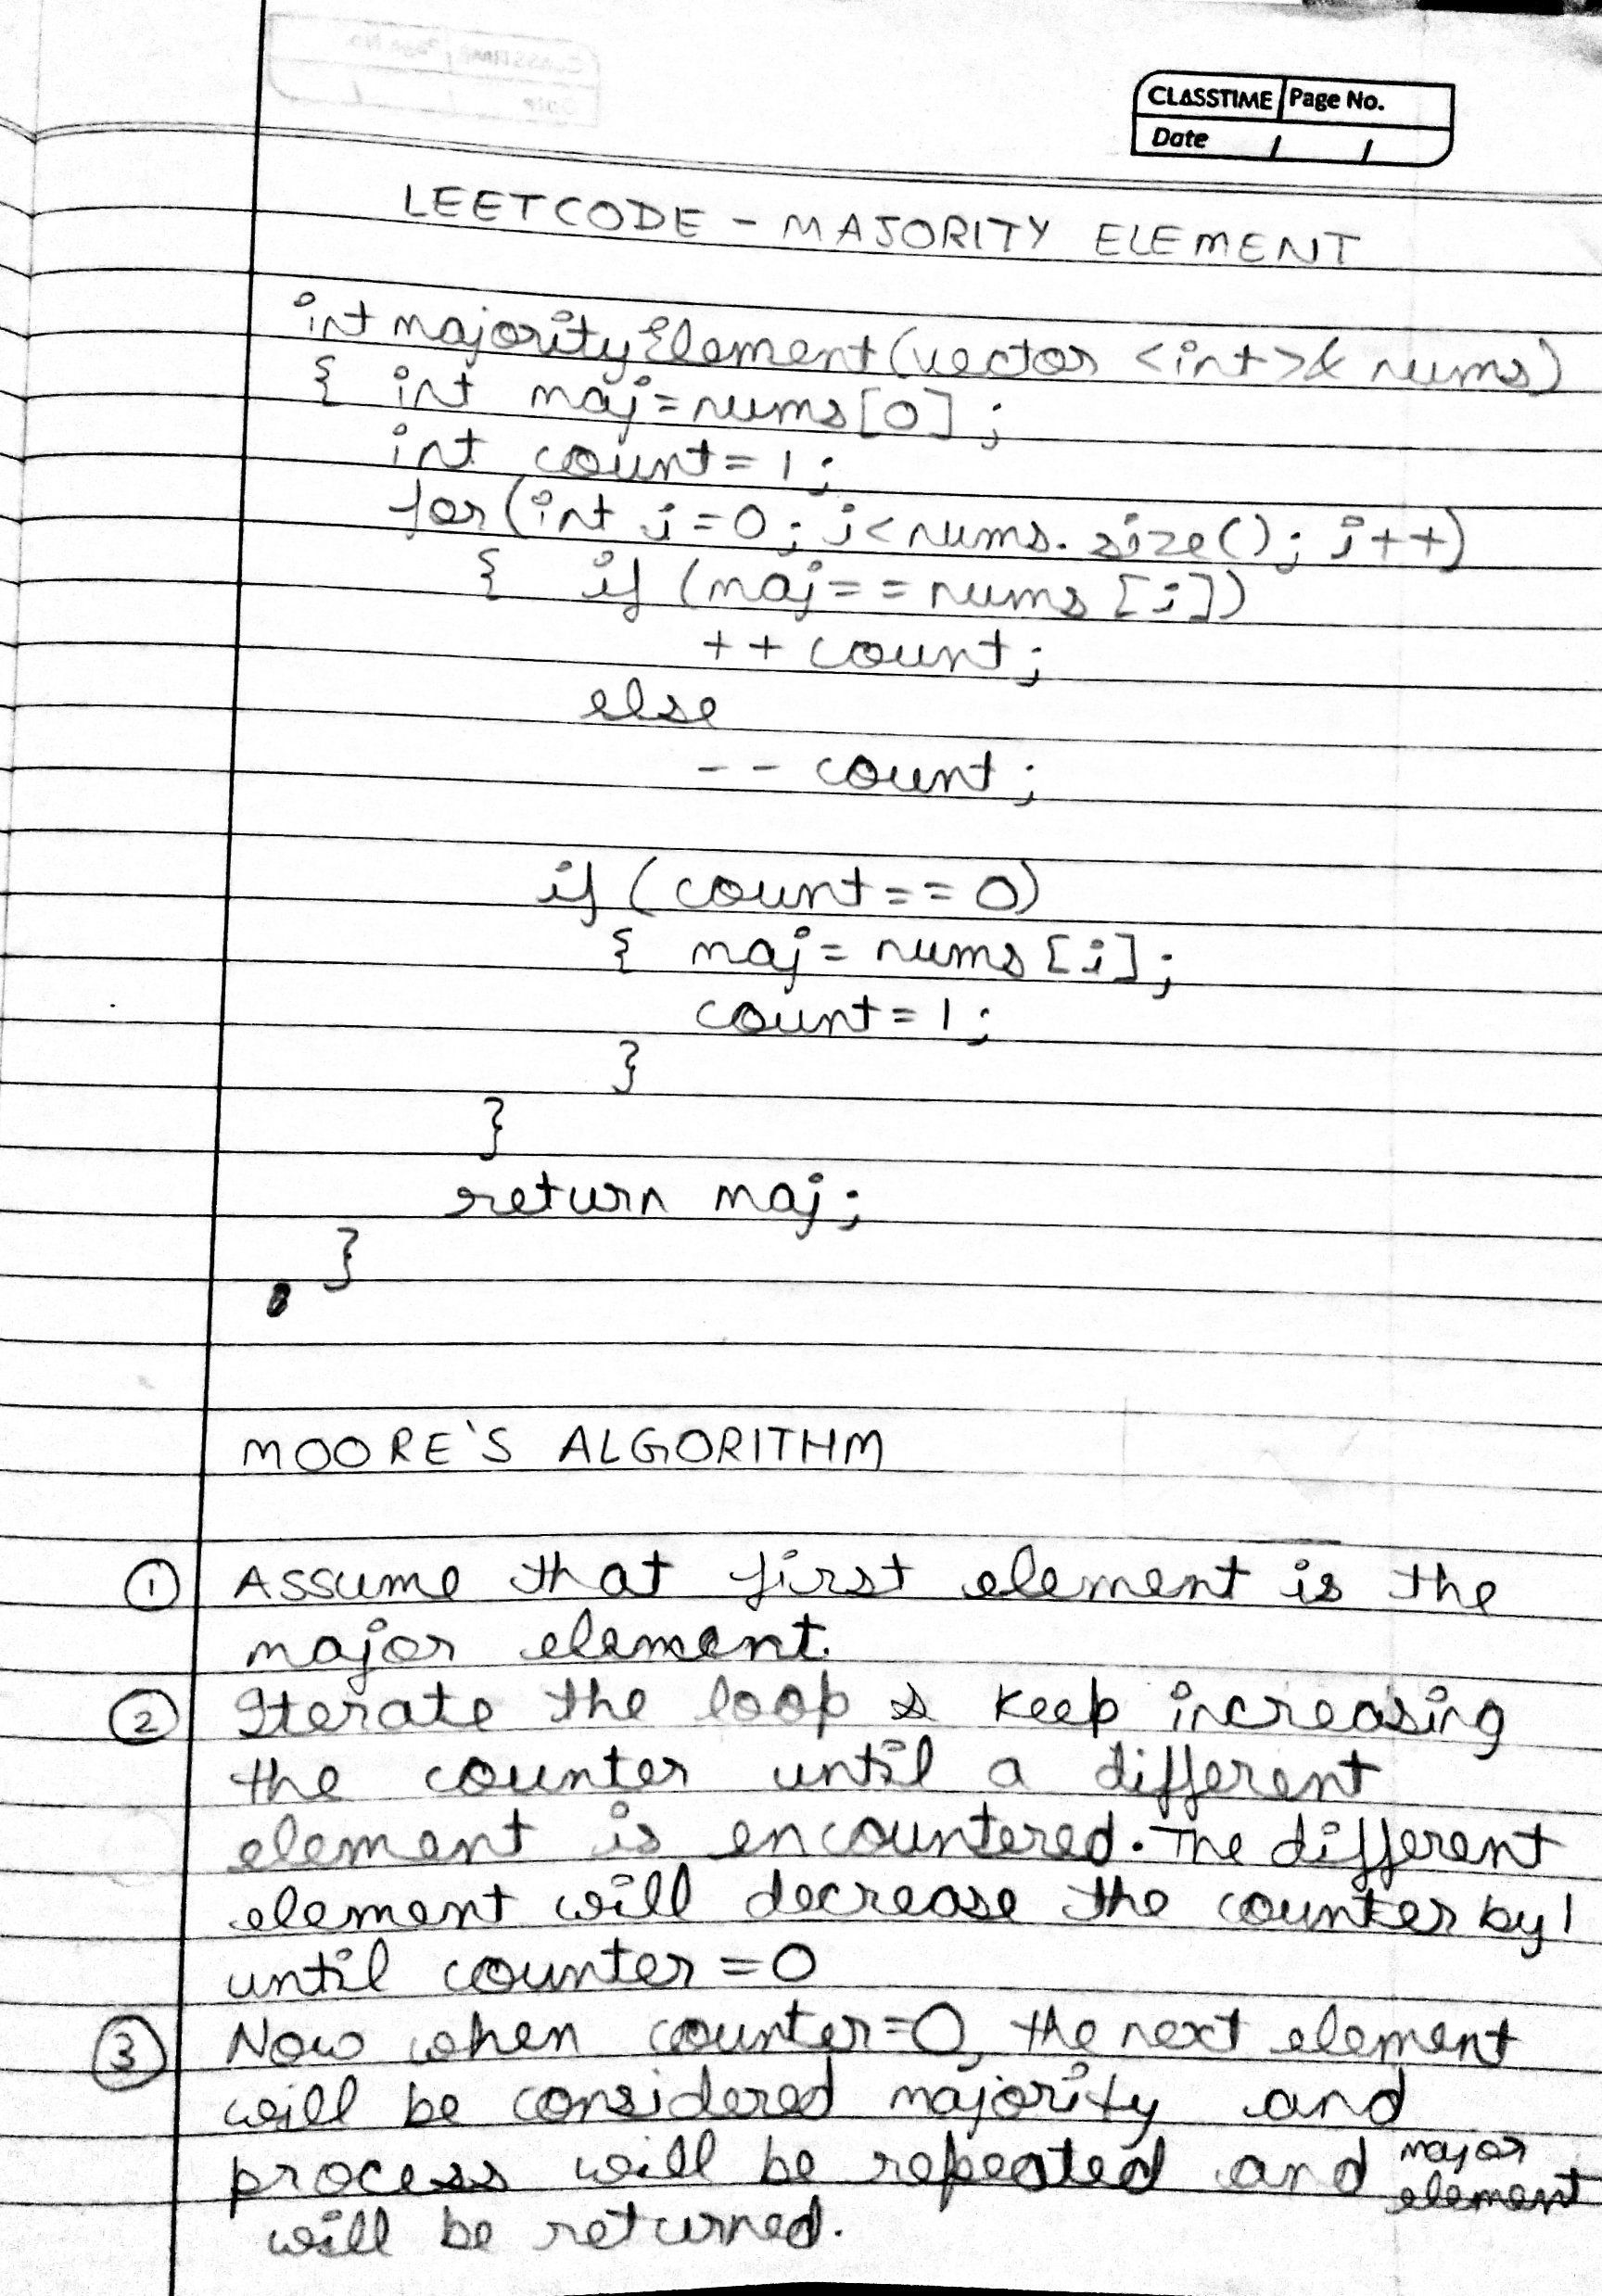 CLASSTIME Page No.
Date / /
LEETCODE - MAJORITY ELEMENT
int majorityElement(vector <int>& nums)
{ int maj=nums[0];
int count=1;
for(int i=0; i<nums.size(); i++)
{ if (maj==nums[i])
++ count;
else
-- count;
if (count==0)
{ maj= nums[i];
count=1;
}
}
return maj;
}
MOORE'S ALGORITHM
① Assume that first element is the
major element.
② Iterate the loop & keep increasing
the counter until a different
element is encountered. The different
element will decrease the counter by 1
until counter=0
③ Now when counter=0, the next element
will be considered majority and
process will be repeated and major element
will be returned.